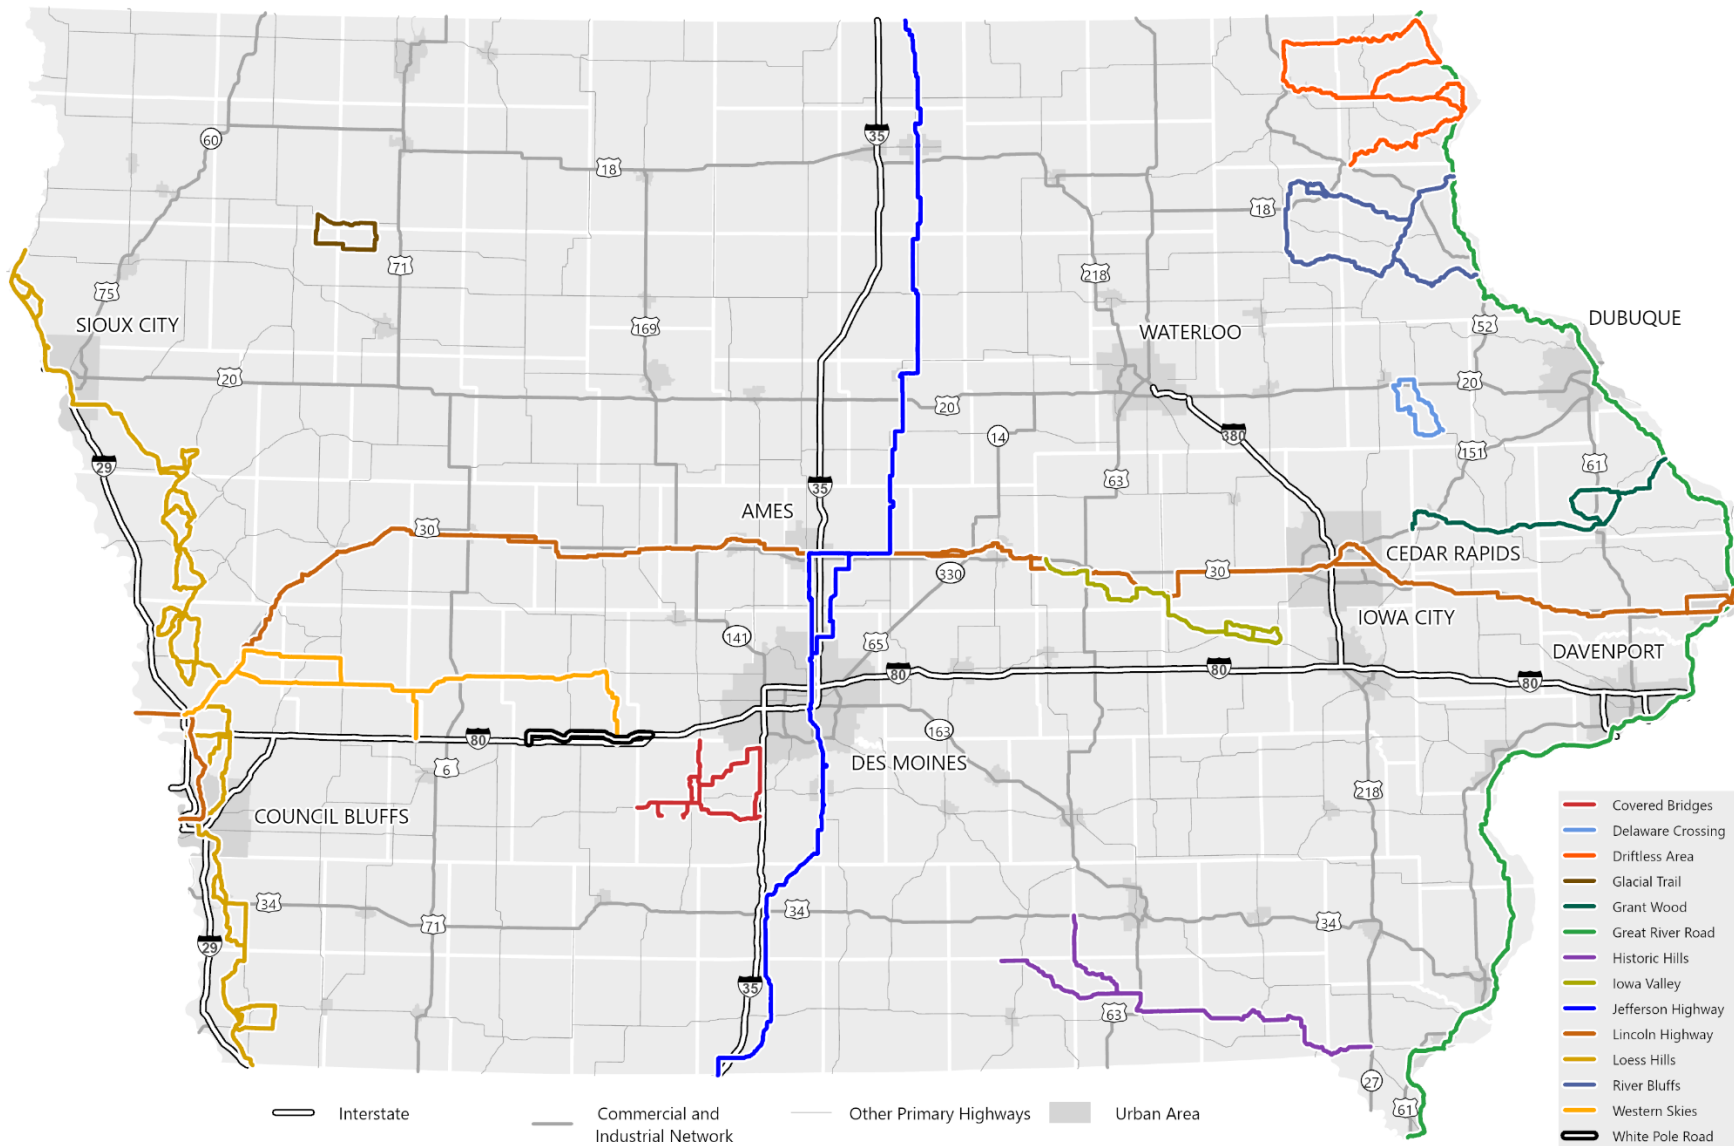 35
60
18
18
71
218
75
SIOUX CITY
169
WATERLOO
52
DUBUQUE
20
20
20
14
380
29
35
63
151
61
AMES
30
330
30
CEDAR RAPIDS
IOWA CITY
141
65
80
80
80
DAVENPORT
80
6
163
DES MOINES
COUNCIL BLUFFS
218
34
71
34
34
29
35
63
27
61
Covered Bridges
Delaware Crossing
Driftless Area
Glacial Trail
Grant Wood
Great River Road
Historic Hills
Iowa Valley
Jefferson Highway
Lincoln Highway
Loess Hills
River Bluffs
Western Skies
White Pole Road
Interstate
Commercial and
Industrial Network
Other Primary Highways
Urban Area